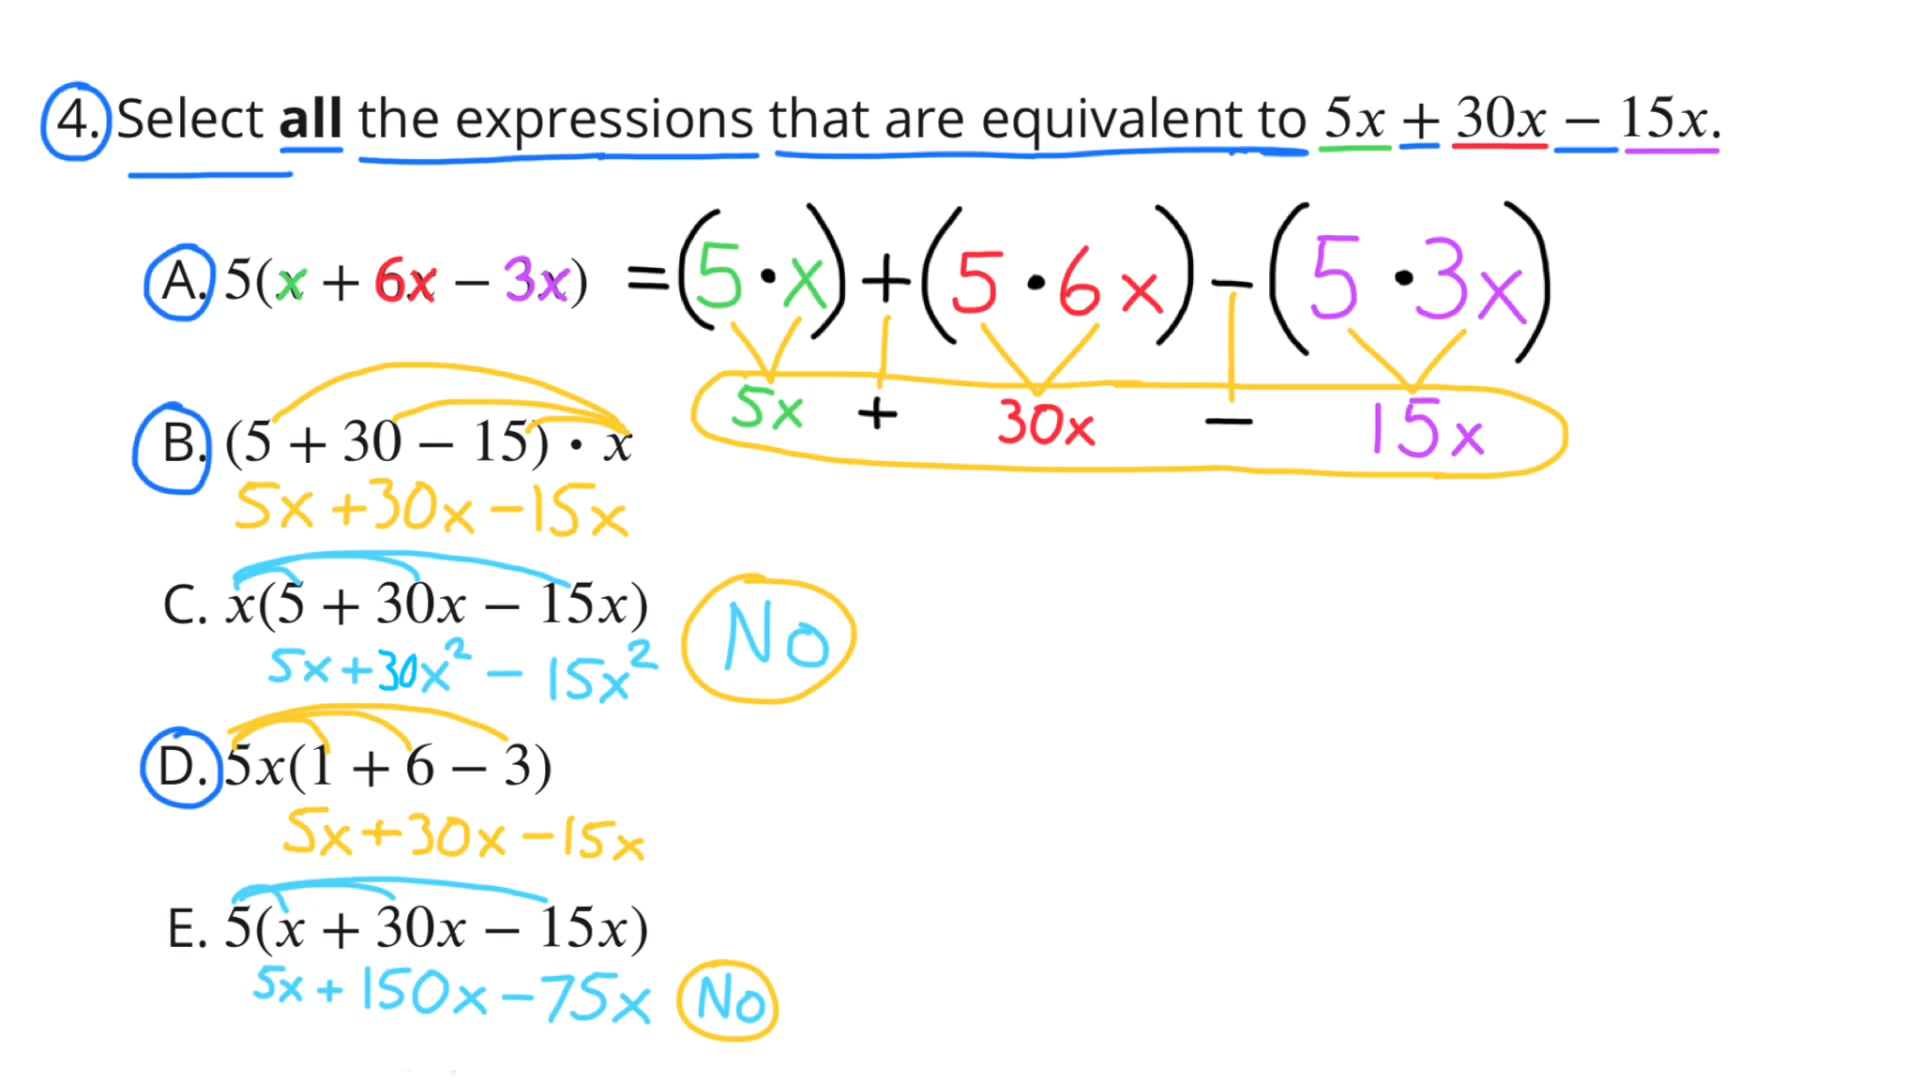 4. Select all the expressions that are equivalent to 5x + 30x − 15x.
A. 5(x + 6x − 3x) = (5 · x) + (5 · 6x) − (5 · 3x)
5x + 30x − 15x
B. (5 + 30 − 15) · x
5x + 30x − 15x
C. x(5 + 30x − 15x) No
5x + 30x² − 15x²
D. 5x(1 + 6 − 3)
5x + 30x − 15x
E. 5(x + 30x − 15x)
5x + 150x − 75x No